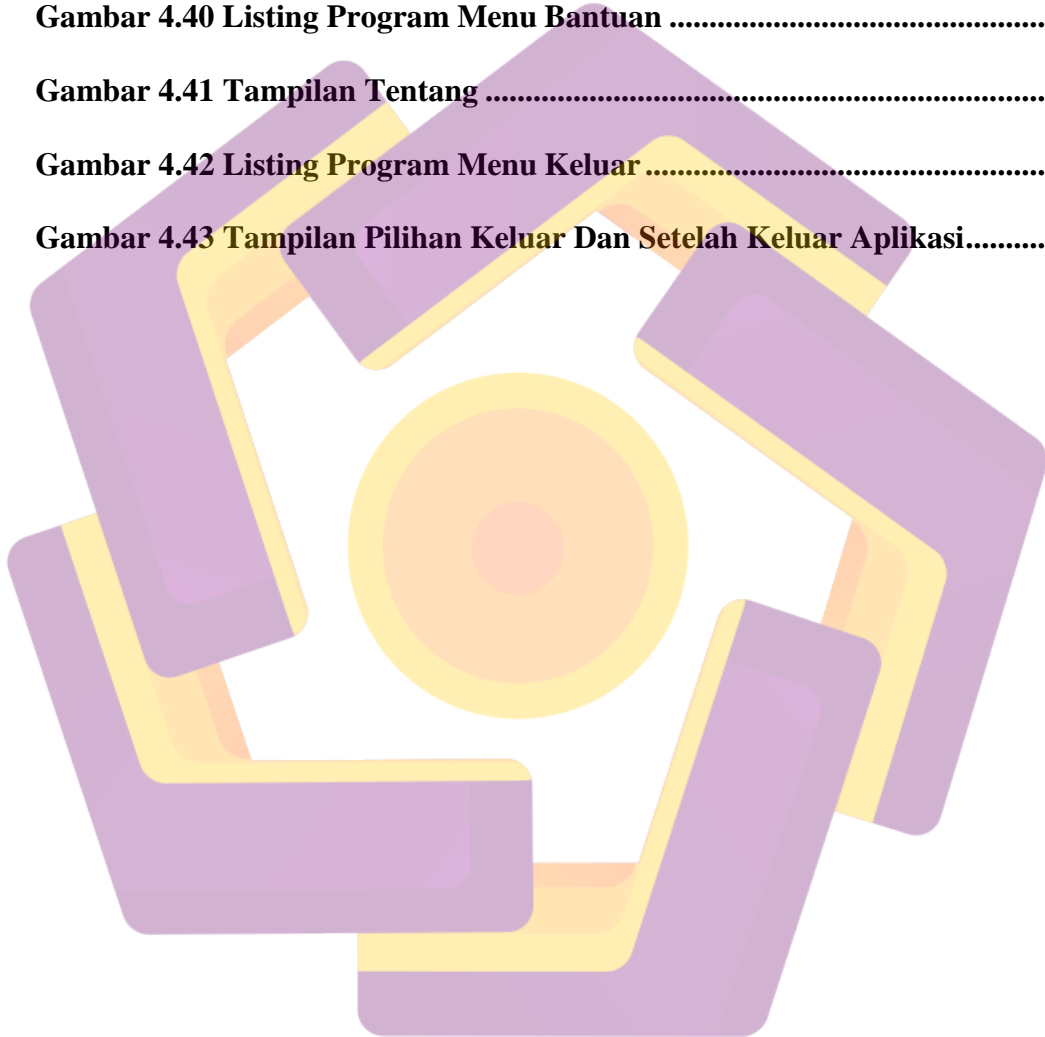 Gambar 4.40 Listing Program Menu Bantuan ..............................................
Gambar 4.41 Tampilan Tentang .....................................................................
Gambar 4.42 Listing Program Menu Keluar .................................................
Gambar 4.43 Tampilan Pilihan Keluar Dan Setelah Keluar Aplikasi..........